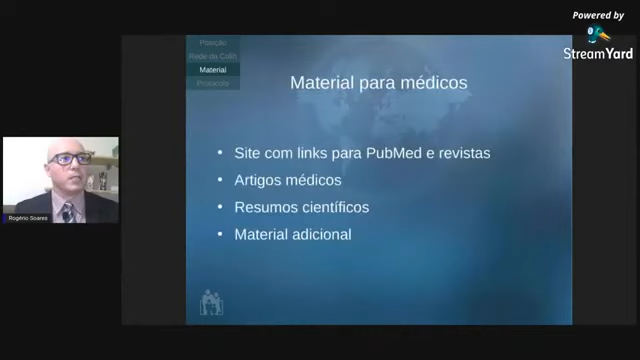 Powered by
StreamYard
Posição
Rede da Colih
Material
Protocolo
Material para médicos
• Site com links para PubMed e revistas
• Artigos médicos
• Resumos científicos
• Material adicional
Rogério Soares